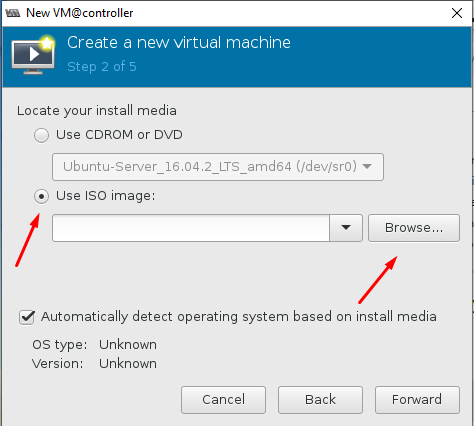 New VM@controller
Create a new virtual machine
Step 2 of 5
Locate your install media
Use CDROM or DVD
Ubuntu-Server_16.04.2_LTS_amd64 (/dev/sr0)
Use ISO image:
Browse...
Automatically detect operating system based on install media
OS type: Unknown
Version: Unknown
Cancel Back Forward